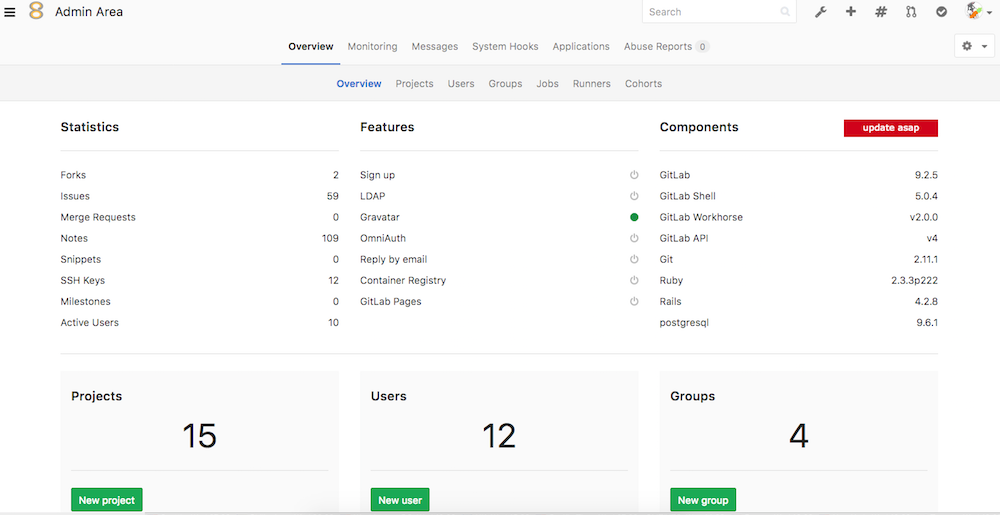 Admin Area
Search
Overview Monitoring Messages System Hooks Applications Abuse Reports 0
Overview Projects Users Groups Jobs Runners Cohorts
Statistics
Forks 2
Issues 59
Merge Requests 0
Notes 109
Snippets 0
SSH Keys 12
Milestones 0
Active Users 10
Features
Sign up
LDAP
Gravatar
OmniAuth
Reply by email
Container Registry
GitLab Pages
Components update asap
GitLab 9.2.5
GitLab Shell 5.0.4
GitLab Workhorse v2.0.0
GitLab API v4
Git 2.11.1
Ruby 2.3.3p222
Rails 4.2.8
postgresql 9.6.1
Projects
15
New project
Users
12
New user
Groups
4
New group